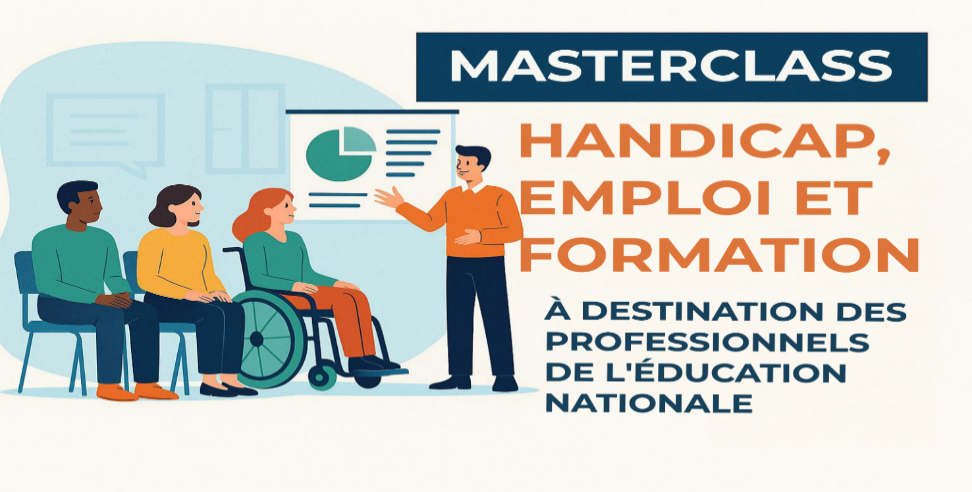 MASTERCLASS
HANDICAP,
EMPLOI ET
FORMATION
À DESTINATION DES
PROFESSIONNELS
DE L'ÉDUCATION
NATIONALE